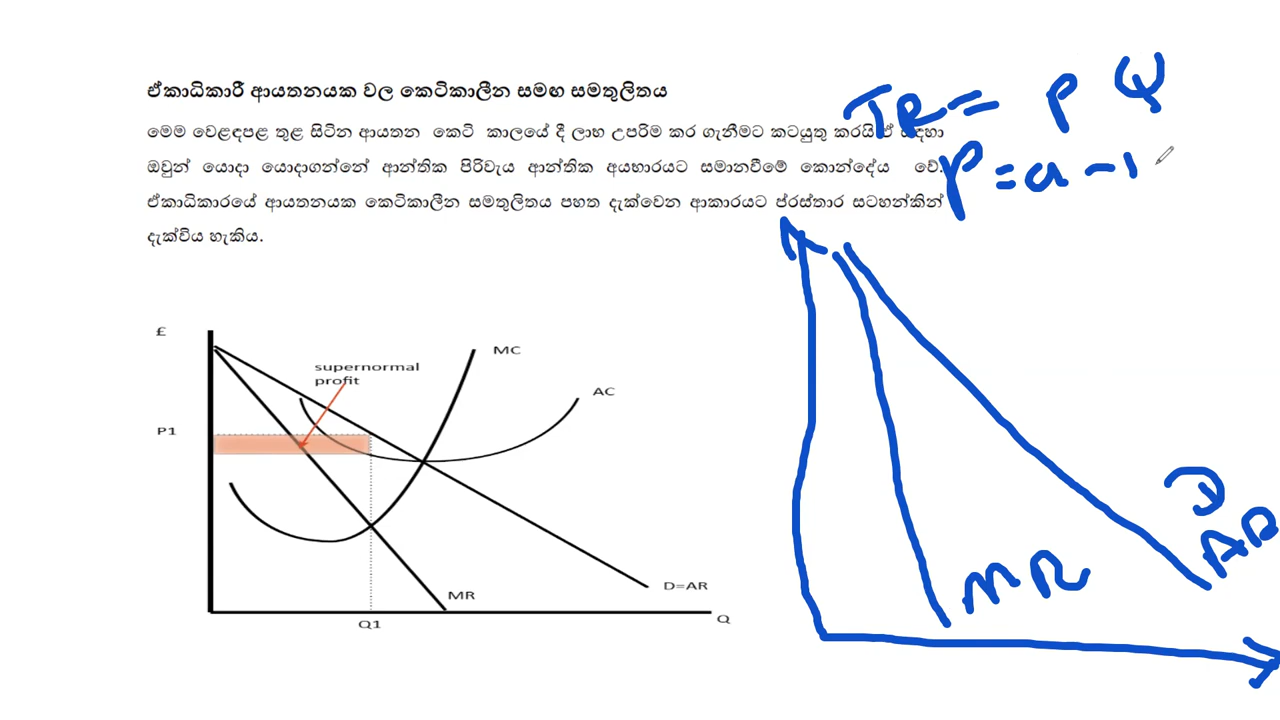 ඒකාධිකාරී ආයතනයක වල කෙටිකාලීන සමඟ සමතුලිතය
මෙම වෙළඳපළ තුළ සිටින ආයතන කෙටි කාලයේ දී ලාභ උපරිම කර ගැනීමට කටයුතු කරයි ඒ සඳහා
ඔවුන් යොදා යොදාගන්නේ ආන්තික පිරිවැය ආන්තික අයභාරයට සමානවීමේ කොන්දේය වේ.
ඒකාධිකාරයේ ආයතනයක කෙටිකාලීන සමතුලිතය පහත දැක්වෙන ආකාරයට ප්රස්තාර සටහන්කින්
දැක්විය හැකිය.
TR = P Q
P = a - 1
£
supernormal
profit
MC
AC
P1
D=AR
MR
Q1
Q
D
AR
MR